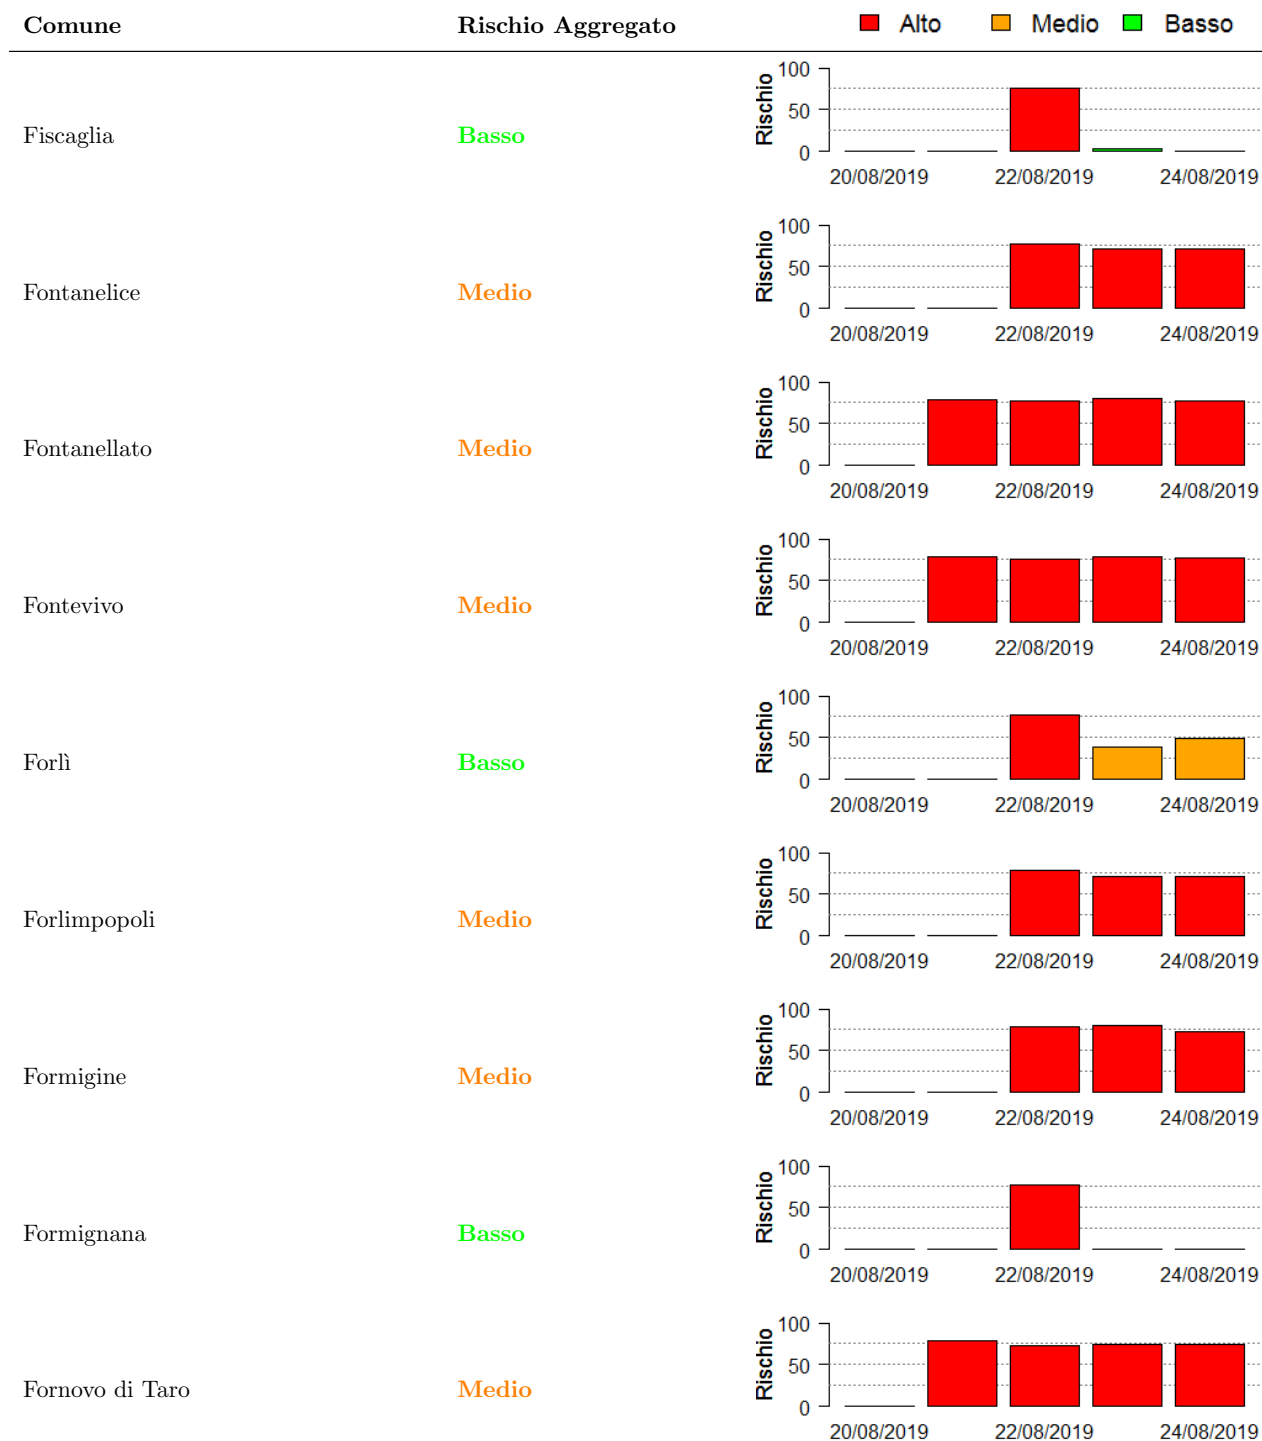 Comune Rischio Aggregato Alto Medio Basso
Fiscaglia Basso Rischio 100 50 0
20/08/2019 22/08/2019 24/08/2019
Fontanelice Medio Rischio 100 50 0
20/08/2019 22/08/2019 24/08/2019
Fontanellato Medio Rischio 100 50 0
20/08/2019 22/08/2019 24/08/2019
Fontevivo Medio Rischio 100 50 0
20/08/2019 22/08/2019 24/08/2019
Forlì Basso Rischio 100 50 0
20/08/2019 22/08/2019 24/08/2019
Forlimpopoli Medio Rischio 100 50 0
20/08/2019 22/08/2019 24/08/2019
Formigine Medio Rischio 100 50 0
20/08/2019 22/08/2019 24/08/2019
Formignana Basso Rischio 100 50 0
20/08/2019 22/08/2019 24/08/2019
Fornovo di Taro Medio Rischio 100 50 0
20/08/2019 22/08/2019 24/08/2019